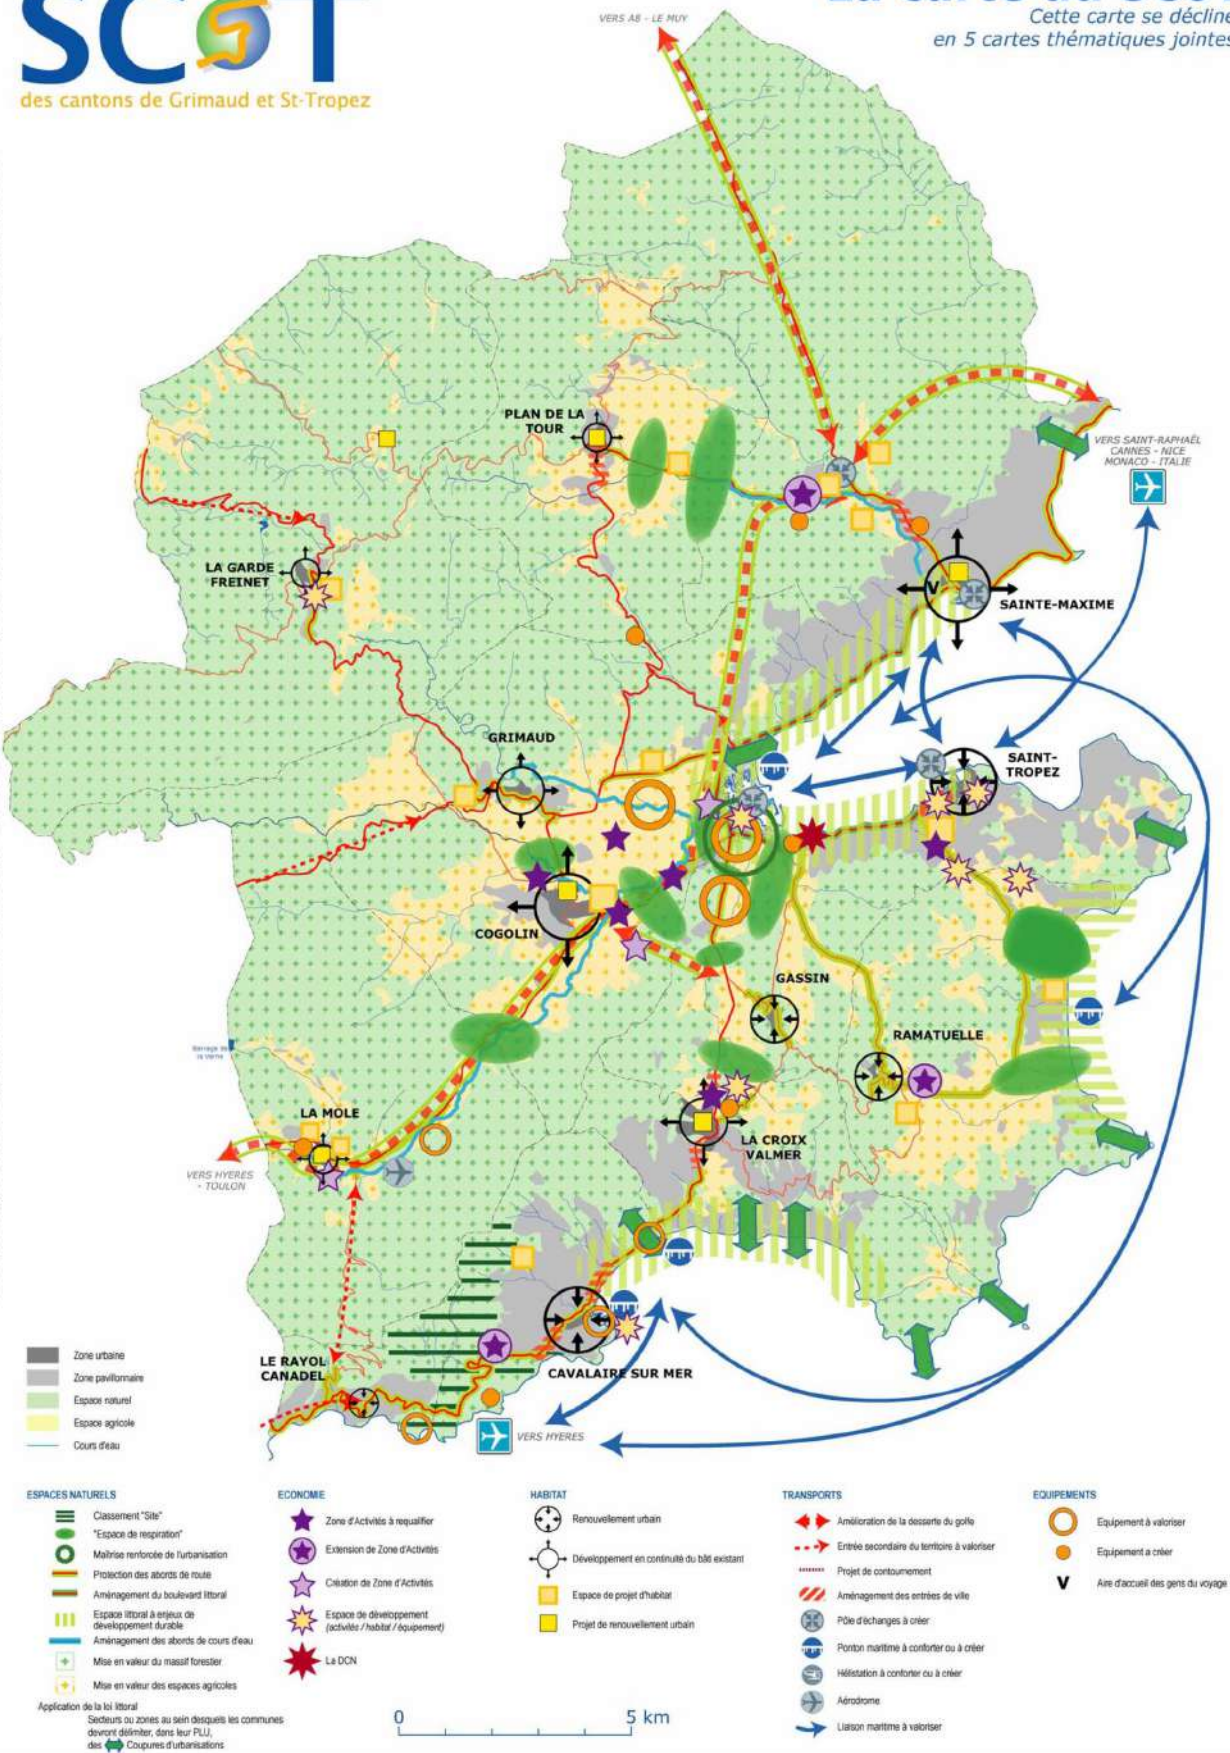 SCOT
des cantons de Grimaud et St-Tropez
Cette carte se décline
en 5 cartes thématiques jointes
VERS A8 - LE MUY
PLAN DE LA
TOUR
VERS SAINT-RAPHAËL
CANNES - NICE
MONACO - ITALIE
LA GARDE
FREINET
V
SAINTE-MAXIME
GRIMAUD
SAINT-
TROPEZ
COGOLIN
GASSIN
RAMATUELLE
Barrage de
la Verne
LA MOLE
LA CROIX
VALMER
VERS HYERES
- TOULON
LE RAYOL
CANADEL
CAVALAIRE SUR MER
VERS HYERES
Zone urbaine
Zone pavillonnaire
Espace naturel
Espace agricole
Cours d'eau
ESPACES NATURELS
Classement "Site"
"Espace de respiration"
Maîtrise renforcée de l'urbanisation
Protection des abords de route
Aménagement du boulevard littoral
Espace littoral à enjeux de
développement durable
Aménagement des abords de cours d'eau
Mise en valeur du massif forestier
Mise en valeur des espaces agricoles
Application de la loi littoral
Secteurs ou zones au sein desquels les communes
devront délimiter, dans leur PLU,
des Coupures d'urbanisations
ECONOMIE
Zone d'Activités à requalifier
Extension de Zone d'Activités
Création de Zone d'Activités
Espace de développement
(activités / habitat / équipement)
La DCN
HABITAT
Renouvellement urbain
Développement en continuité du bâti existant
Espace de projet d'habitat
Projet de renouvellement urbain
TRANSPORTS
Amélioration de la desserte du golfe
Entrée secondaire du territoire à valoriser
Projet de contournement
Aménagement des entrées de ville
Pôle d'échanges à créer
Ponton maritime à conforter ou à créer
Hélistation à conforter ou à créer
Aérodrome
Liaison maritime à valoriser
EQUIPEMENTS
Equipement à valoriser
Equipement a créer
V Aire d'accueil des gens du voyage
0 5 km